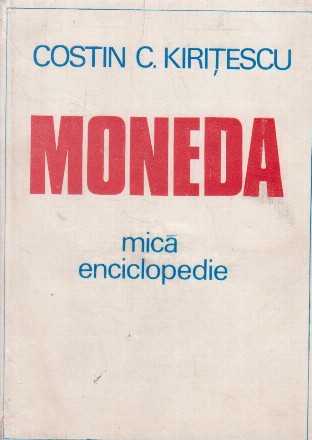 COSTIN C. KIRIȚESCU
MONEDA
mică
enciclopedie